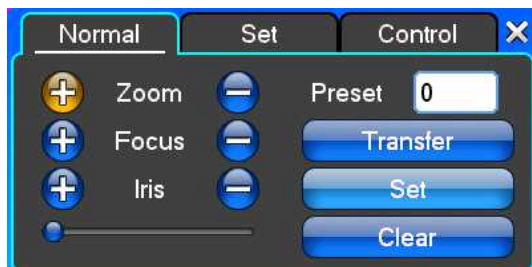 Normal Set Control
Zoom Preset 0
Focus Transfer
Iris Set
Clear